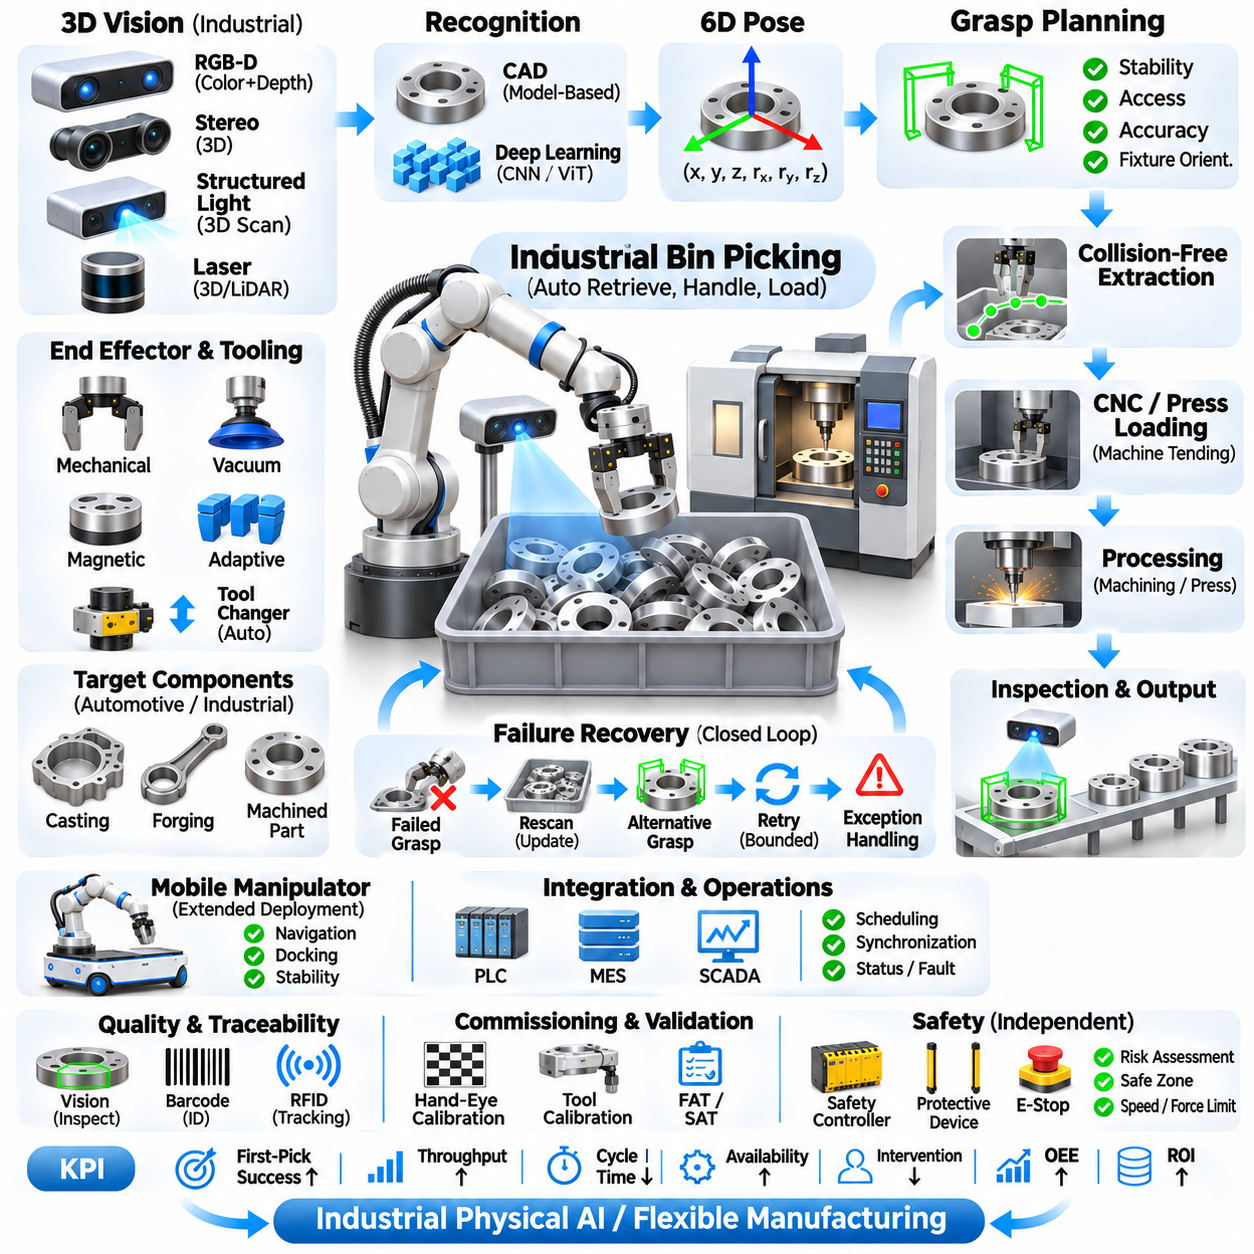 3D Vision (Industrial)
RGB-D
(Color+Depth)
Stereo
(3D)
Structured
Light
(3D Scan)
Laser
(3D/LiDAR)
Recognition
CAD
(Model-Based)
Deep Learning
(CNN / ViT)
6D Pose
(x, y, z, rx, ry, rz)
Grasp Planning
Stability
Access
Accuracy
Fixture Orient.
Industrial Bin Picking
(Auto Retrieve, Handle, Load)
Collision-Free
Extraction
CNC / Press
Loading
(Machine Tending)
Processing
(Machining / Press)
Inspection & Output
End Effector & Tooling
Mechanical
Vacuum
Magnetic
Adaptive
Tool
Changer
(Auto)
Target Components
(Automotive / Industrial)
Casting
Forging
Machined
Part
Failure Recovery (Closed Loop)
Failed
Grasp
Rescan
(Update)
Alternative
Grasp
Retry
(Bounded)
Exception
Handling
Mobile Manipulator
(Extended Deployment)
Navigation
Docking
Stability
Integration & Operations
PLC
MES
SCADA
Scheduling
Synchronization
Status / Fault
Quality & Traceability
Vision
(Inspect)
Barcode
(ID)
RFID
(Tracking)
Commissioning & Validation
Hand-Eye
Calibration
Tool
Calibration
FAT /
SAT
Safety (Independent)
Safety
Controller
Protective
Device
E-Stop
Risk Assessment
Safe Zone
Speed / Force Limit
KPI
First-Pick
Success ↑
Throughput
↑
Cycle
Time ↓
Availability
↑
Intervention
↓
OEE
↑
ROI
↑
Industrial Physical AI / Flexible Manufacturing